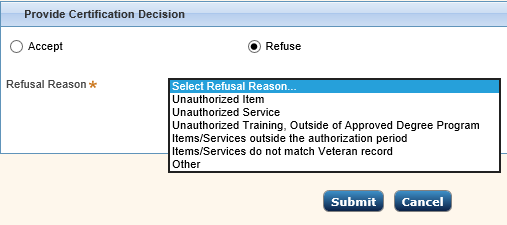 Provide Certification Decision
Accept Refuse
Refusal Reason * Select Refusal Reason...
Unauthorized Item
Unauthorized Service
Unauthorized Training, Outside of Approved Degree Program
Items/Services outside the authorization period
Items/Services do not match Veteran record
Other
Submit Cancel